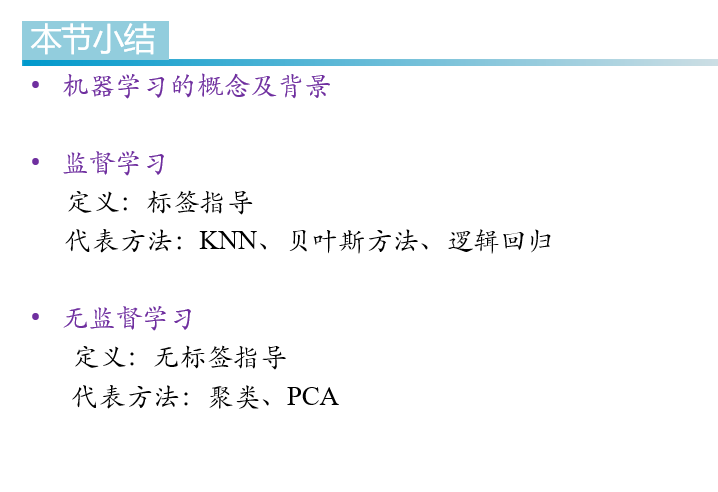 本节小结
• 机器学习的概念及背景
• 监督学习
定义：标签指导
代表方法：KNN、贝叶斯方法、逻辑回归
• 无监督学习
定义：无标签指导
代表方法：聚类、PCA